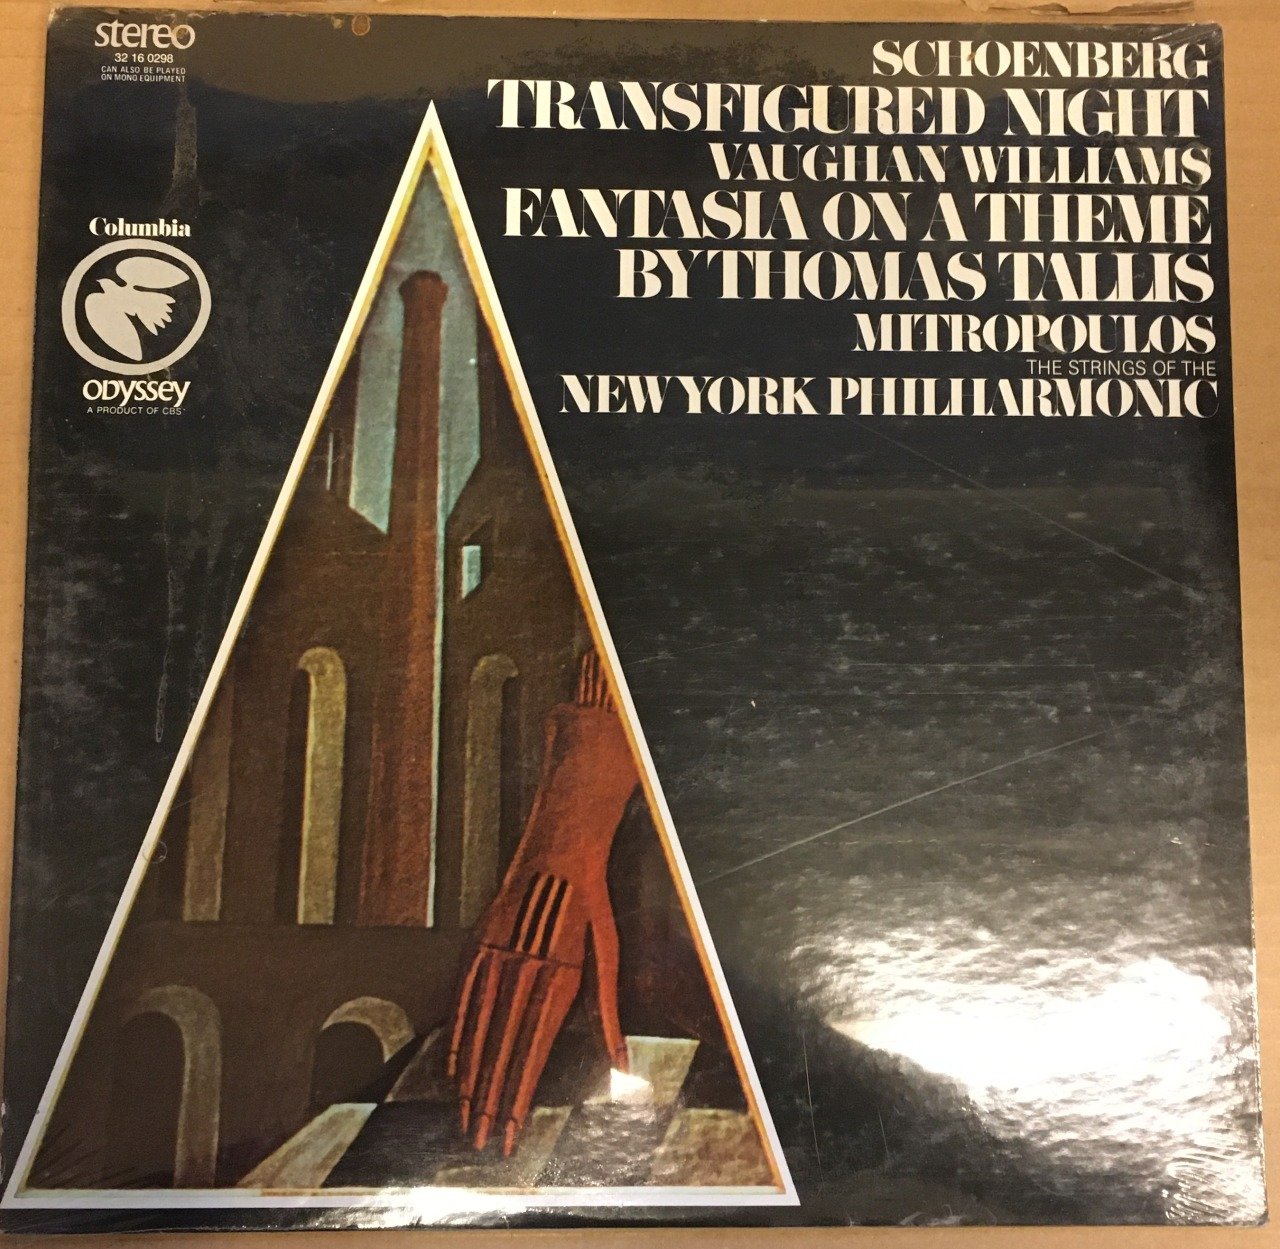 stereo
32 16 0298
CAN ALSO BE PLAYED
ON MONO EQUIPMENT
Columbia
ODYSSEY
A PRODUCT OF CBS
SCHOENBERG
TRANSFIGURED NIGHT
VAUGHAN WILLIAMS
FANTASIA ON A THEME
BY THOMAS TALLIS
MITROPOULOS
THE STRINGS OF THE
NEW YORK PHILHARMONIC